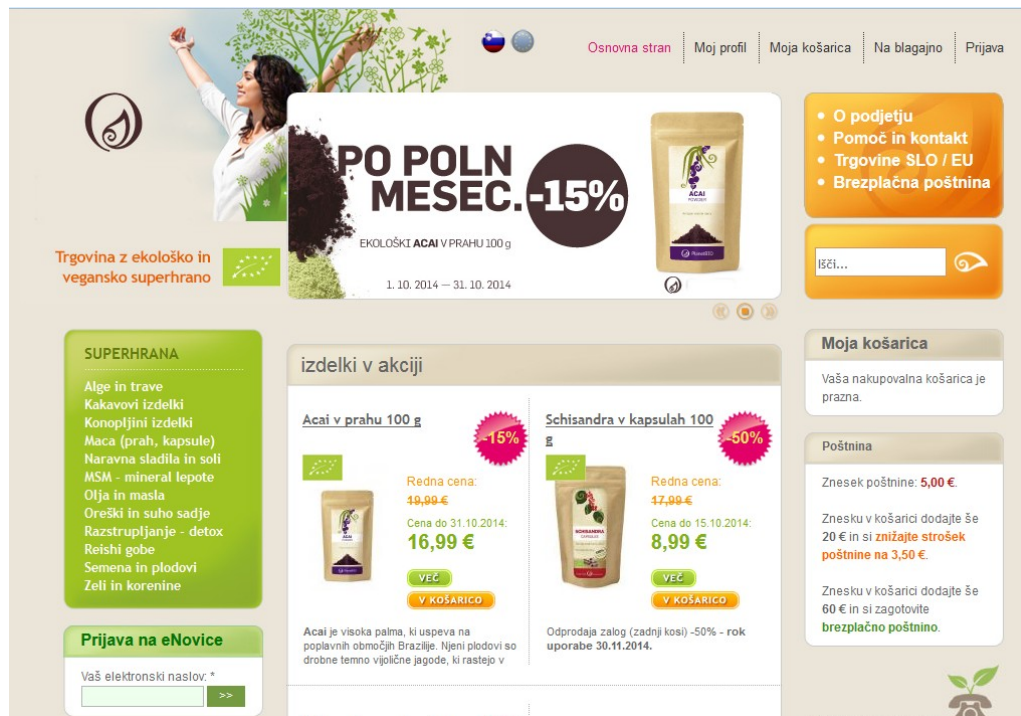 Osnovna stran
Moj profil
Moja košarica
Na blagajno
Prijava
PO POLN
MESEC.
-15%
EKOLOŠKI ACAI V PRAHU 100 g
1. 10. 2014 — 31. 10. 2014
ACAI
POWDER
O podjetju
Pomoč in kontakt
Trgovine SLO / EU
Brezplačna poštnina
Išči...
Trgovina z ekološko in
vegansko superhrano
SUPERHRANA
Alge in trave
Kakavovi izdelki
Konopljini izdelki
Maca (prah, kapsule)
Naravna sladila in soli
MSM - mineral lepote
Olja in masla
Oreški in suho sadje
Razstrupljanje - detox
Reishi gobe
Semena in plodovi
Zeli in korenine
Prijava na eNovice
Vaš elektronski naslov: *
>>
izdelki v akciji
Acai v prahu 100 g
-15%
ACAI
Redna cena:
19,99 €
Cena do 31.10.2014:
16,99 €
VEČ
V KOŠARICO
Acai je visoka palma, ki uspeva na
poplavnih območjih Brazilije. Njeni plodovi so
drobne temno vijolične jagode, ki rastejo v
Schisandra v kapsulah 100
g
-50%
SCHISANDRA
Redna cena:
17,99 €
Cena do 15.10.2014:
8,99 €
VEČ
V KOŠARICO
Odprodaja zalog (zadnji kosi) -50% - rok
uporabe 30.11.2014.
Moja košarica
Vaša nakupovalna košarica je
prazna.
Poštnina
Znesek poštnine: 5,00 €.
Znesku v košarici dodajte še
20 € in si znižajte strošek
poštnine na 3,50 €.
Znesku v košarici dodajte še
60 € in si zagotovite
brezplačno poštnino.